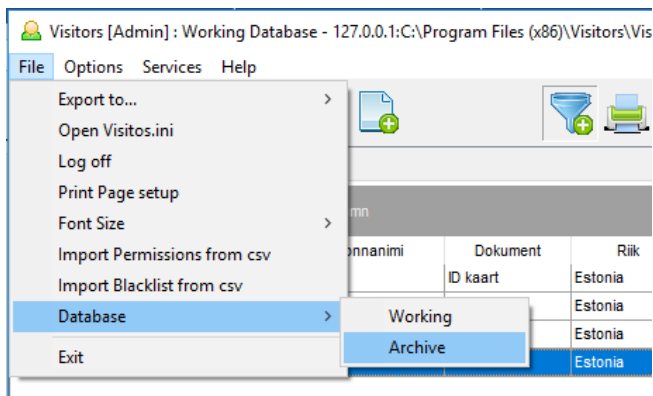 Visitors [Admin] : Working Database - 127.0.0.1:C:\Program Files (x86)\Visitors\Vis
File Options Services Help
Export to...
Open Visitos.ini
Log off
Print Page setup
Font Size
mn
Import Permissions from csv
onnanimi Dokument Riik
ID kaart Estonia
Import Blacklist from csv
Estonia
Database
Working
Estonia
Archive
Exit
Estonia